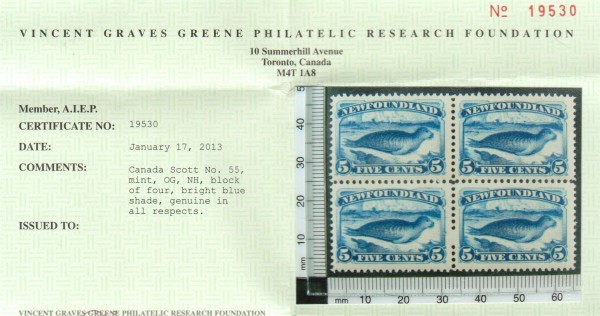 No 19530
VINCENT GRAVES GREENE PHILATELIC RESEARCH FOUNDATION
10 Summerhill Avenue
Toronto, Canada
M4T 1A8
Member, A.I.E.P.
CERTIFICATE NO: 19530
DATE: January 17, 2013
COMMENTS: Canada Scott No. 55,
mint, OG, NH, block
of four, bright blue
shade, genuine in
all respects.
ISSUED TO:
NEWFOUNDLAND NEWFOUNDLAND
5 FIVE CENTS 5 5 FIVE CENTS 5
NEWFOUNDLAND NEWFOUNDLAND
5 FIVE CENTS 5 5 FIVE CENTS 5
5
40
30
20
10
mm
mm 10 20 30 40 50 60
VINCENT GRAVES GREENE PHILATELIC RESEARCH FOUNDATION